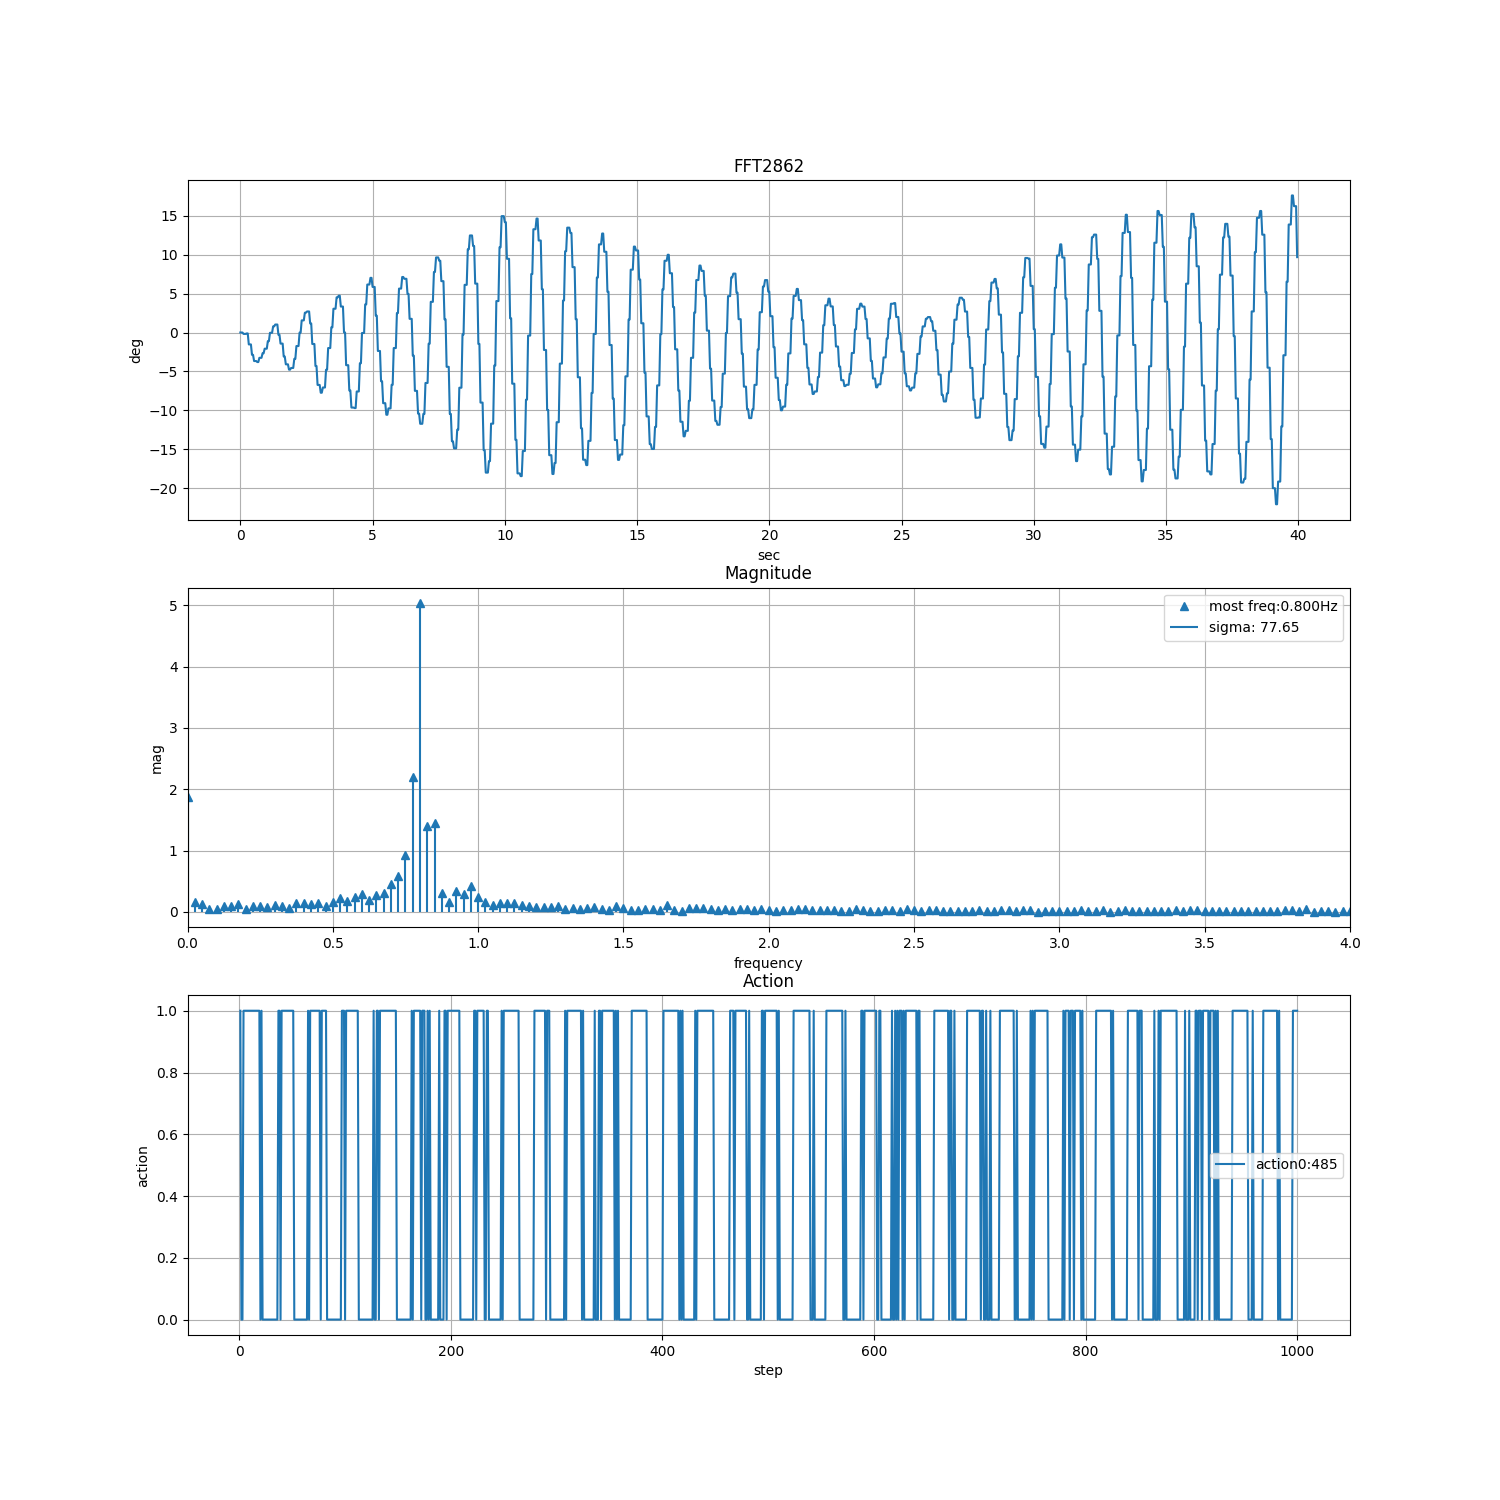 FFT2862
15
10
5
0
−5
−10
−15
−20
deg
0 5 10 15 20 25 30 35 40
sec
Magnitude
5
4
3
2
1
0
mag
most freq:0.800Hz
sigma: 77.65
0.0 0.5 1.0 1.5 2.0 2.5 3.0 3.5 4.0
frequency
Action
1.0
0.8
0.6
0.4
0.2
0.0
action
action0:485
0 200 400 600 800 1000
step